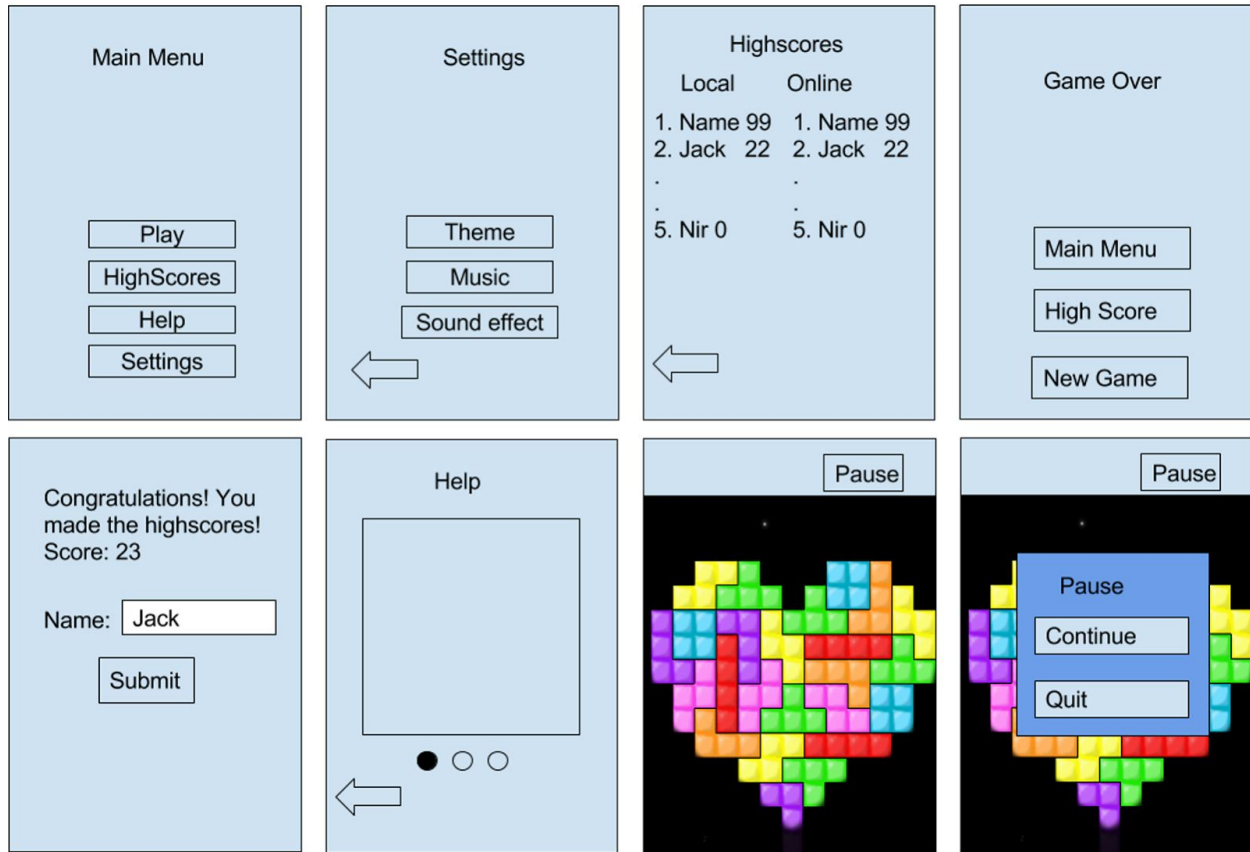 Main Menu
Play
HighScores
Help
Settings
Settings
Theme
Music
Sound effect
Highscores
Local Online
1. Name 99 1. Name 99
2. Jack 22 2. Jack 22
. .
. .
5. Nir 0 5. Nir 0
Game Over
Main Menu
High Score
New Game
Congratulations! You
made the highscores!
Score: 23
Name: Jack
Submit
Help
Pause
Pause
Pause
Continue
Quit